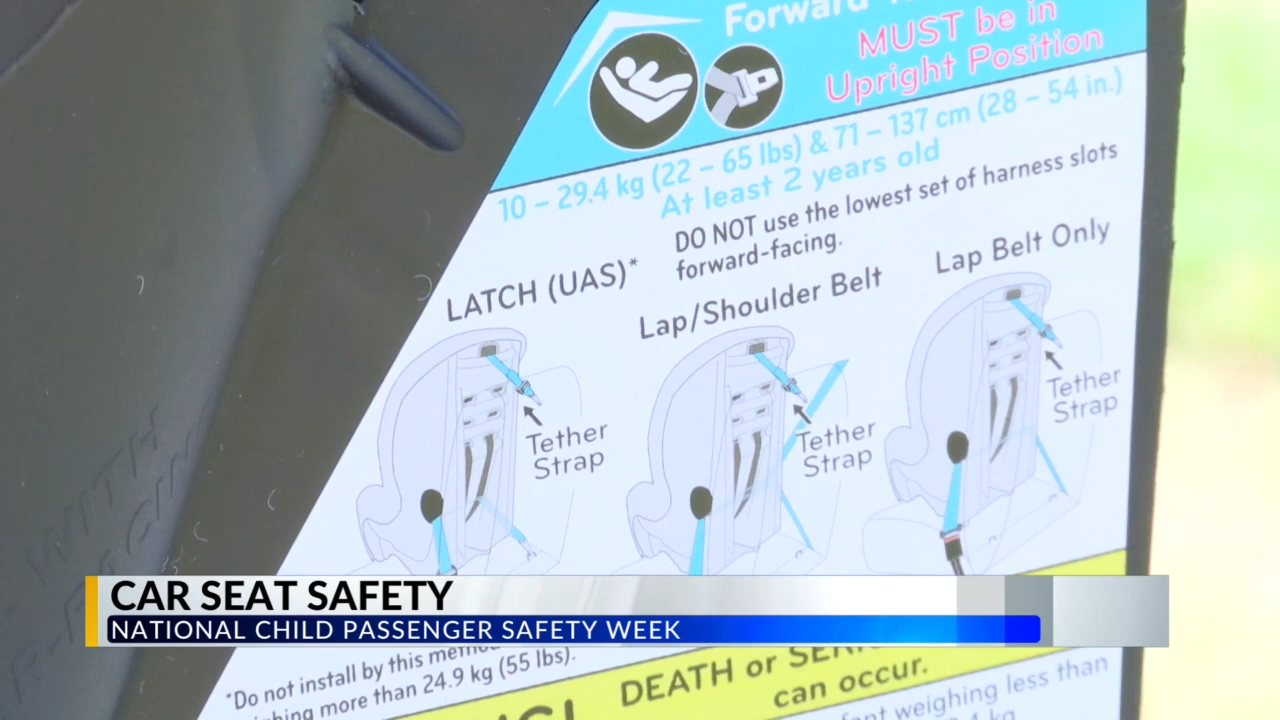 Forward
MUST be in
Upright Position
10 – 29.4 kg (22 – 65 lbs) & 71 – 137 cm (28 – 54 in.)
At least 2 years old
DO NOT use the lowest set of harness slots
forward-facing.
LATCH (UAS)*
Lap/Shoulder Belt
Lap Belt Only
Tether
Strap
Tether
Strap
Tether
Strap
WITH
CAR SEAT SAFETY
NATIONAL CHILD PASSENGER SAFETY WEEK
*Do not install by this
more than 24.9 kg (55 lbs).
DEATH or
can occur.
weighing less than
kg